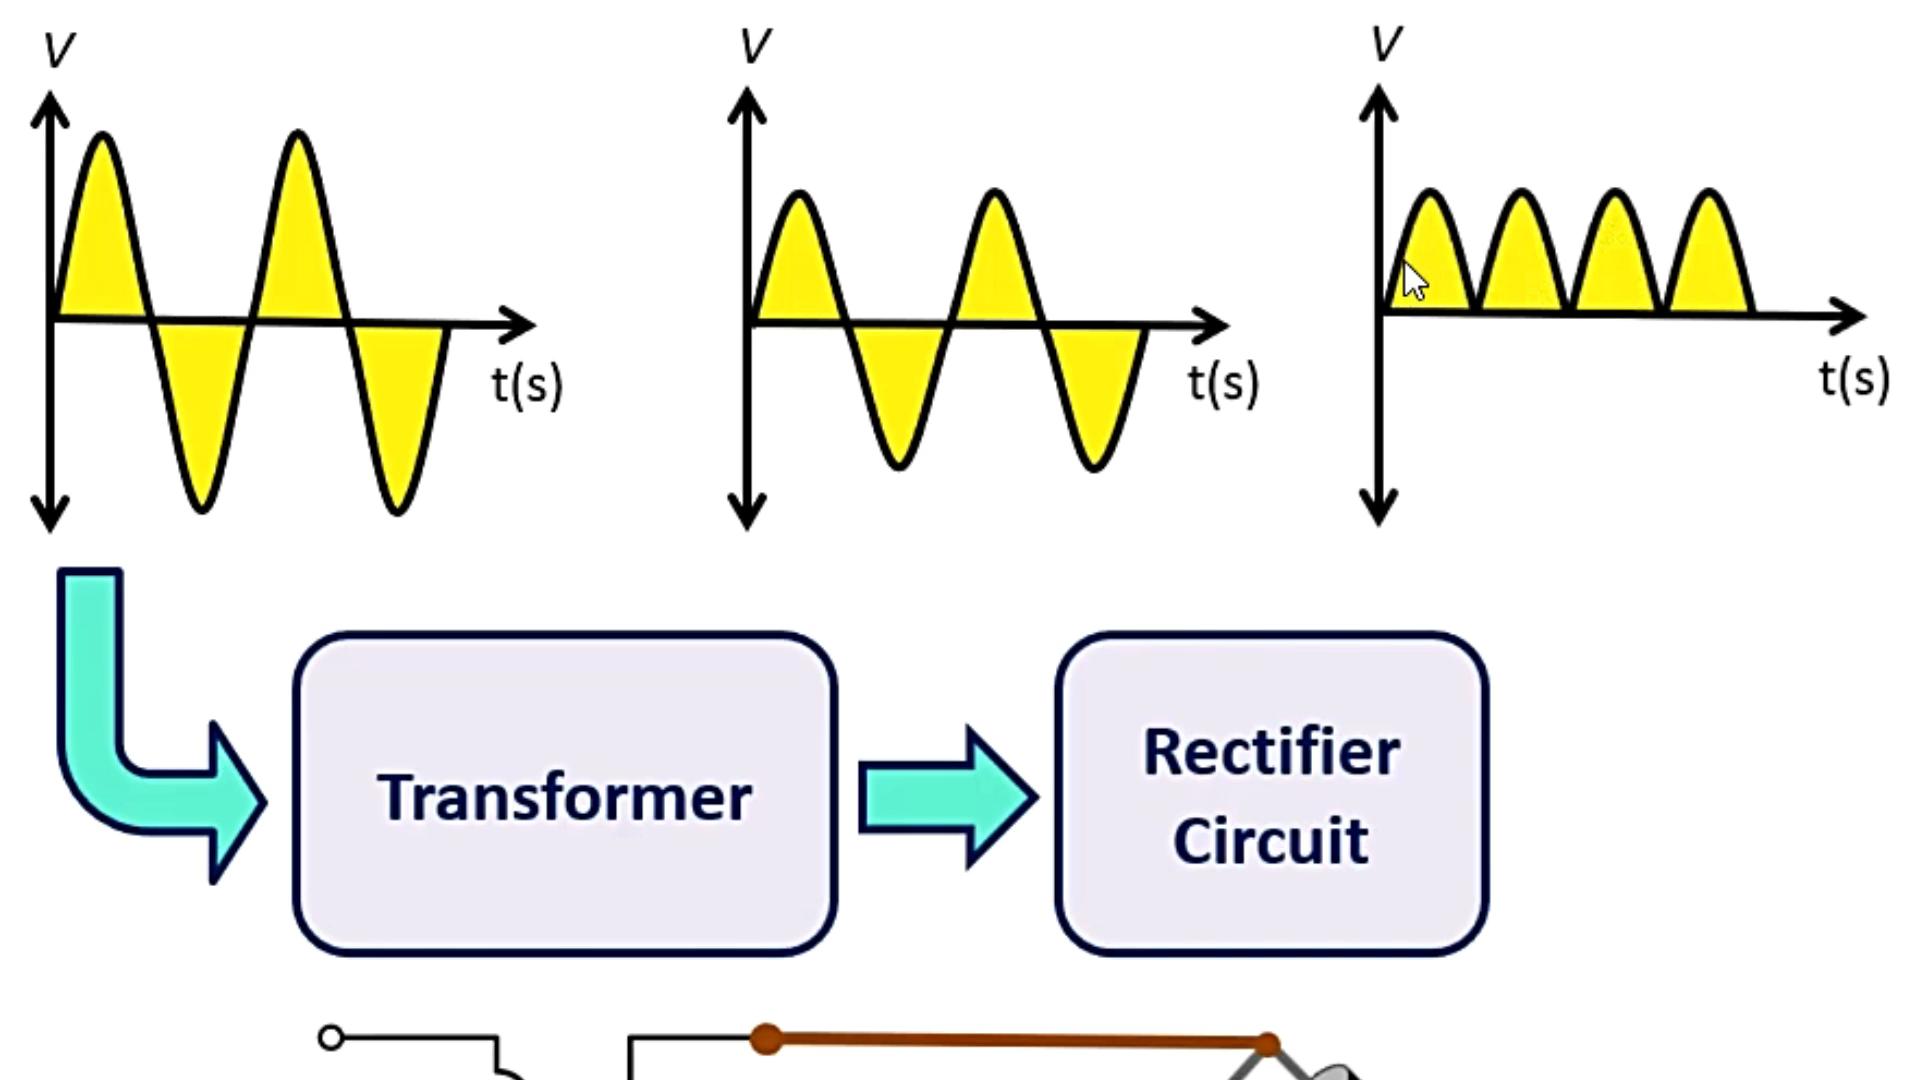 V
V
V
t(s)
t(s)
t(s)
Transformer
Rectifier
Circuit